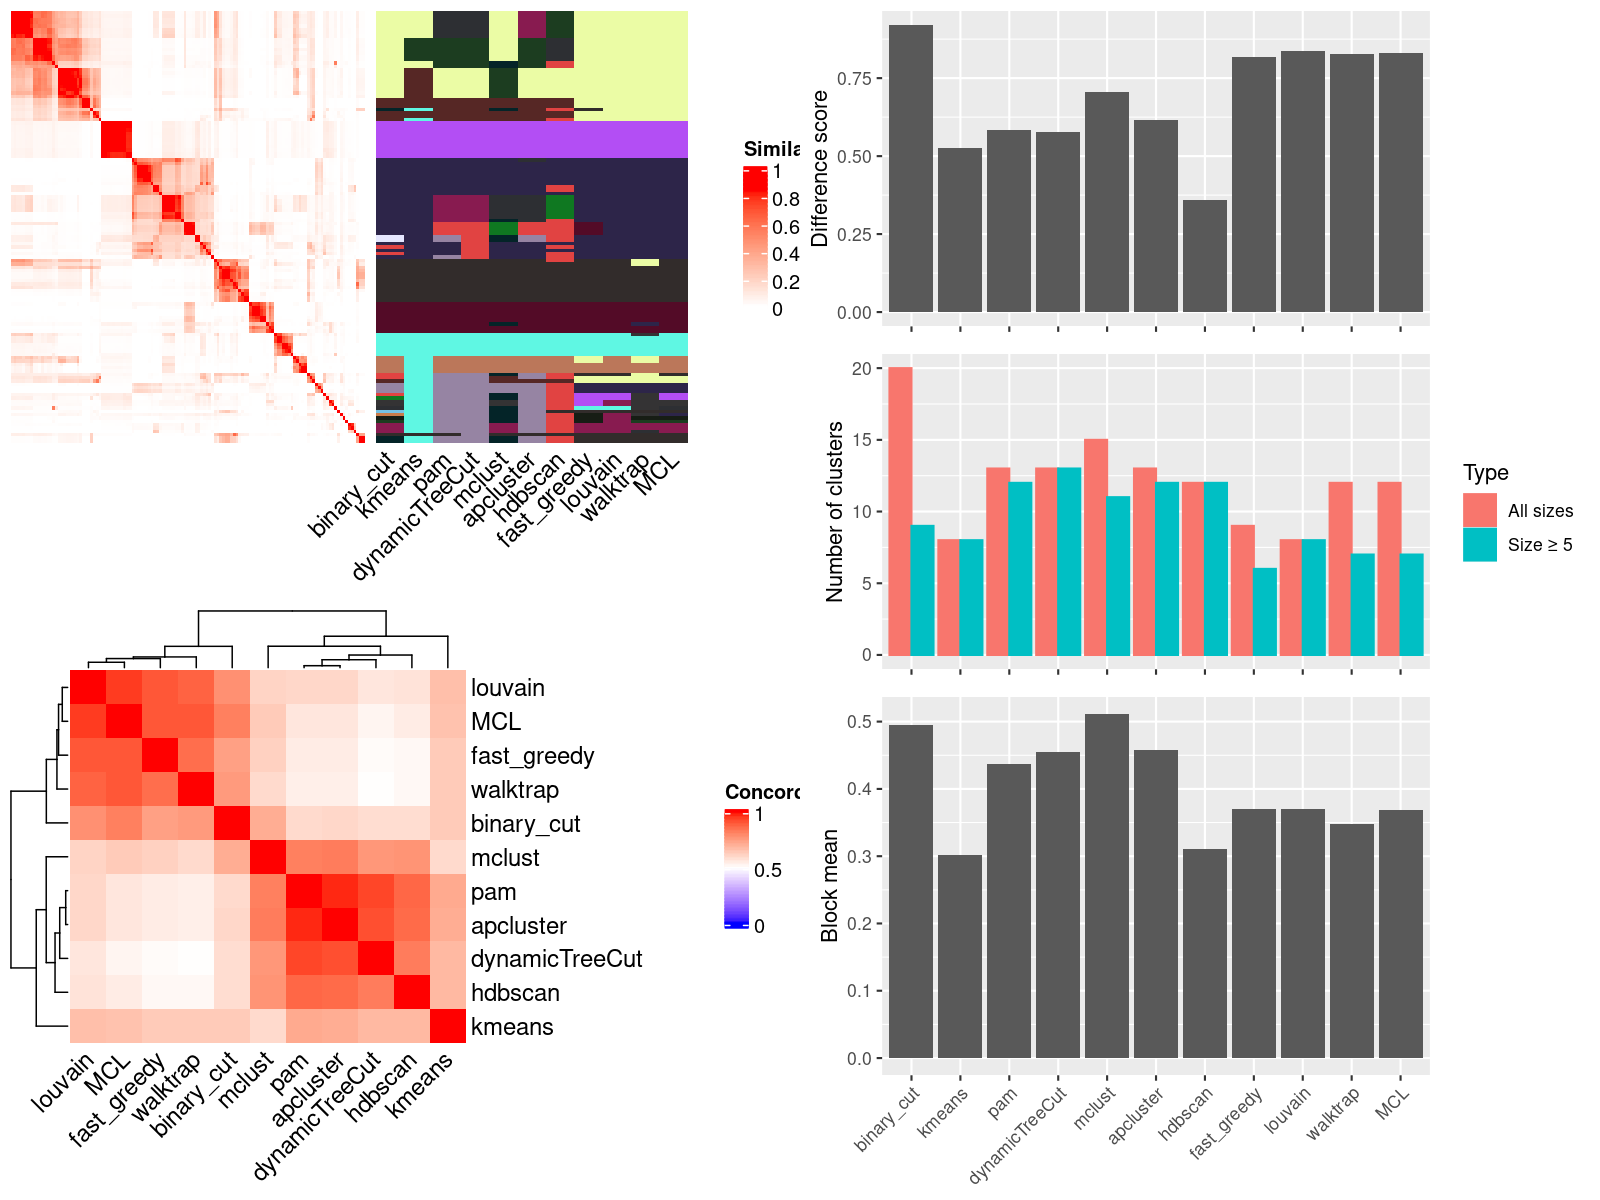 Simila
1
0.8
0.6
0.4
0.2
0
binary_cut
kmeans
pam
dynamicTreeCut
mclust
apcluster
hdbscan
fast_greedy
louvain
walktrap
MCL
Difference score
0.75
0.50
0.25
0.00
Number of clusters
20
15
10
5
0
Type
All sizes
Size ≥ 5
louvain
MCL
fast_greedy
walktrap
binary_cut
mclust
pam
apcluster
dynamicTreeCut
hdbscan
kmeans
louvain
MCL
fast_greedy
walktrap
binary_cut
mclust
pam
apcluster
dynamicTreeCut
hdbscan
kmeans
Concord
1
0.5
0
Block mean
0.5
0.4
0.3
0.2
0.1
0.0
binary_cut
kmeans
pam
dynamicTreeCut
mclust
apcluster
hdbscan
fast_greedy
louvain
walktrap
MCL